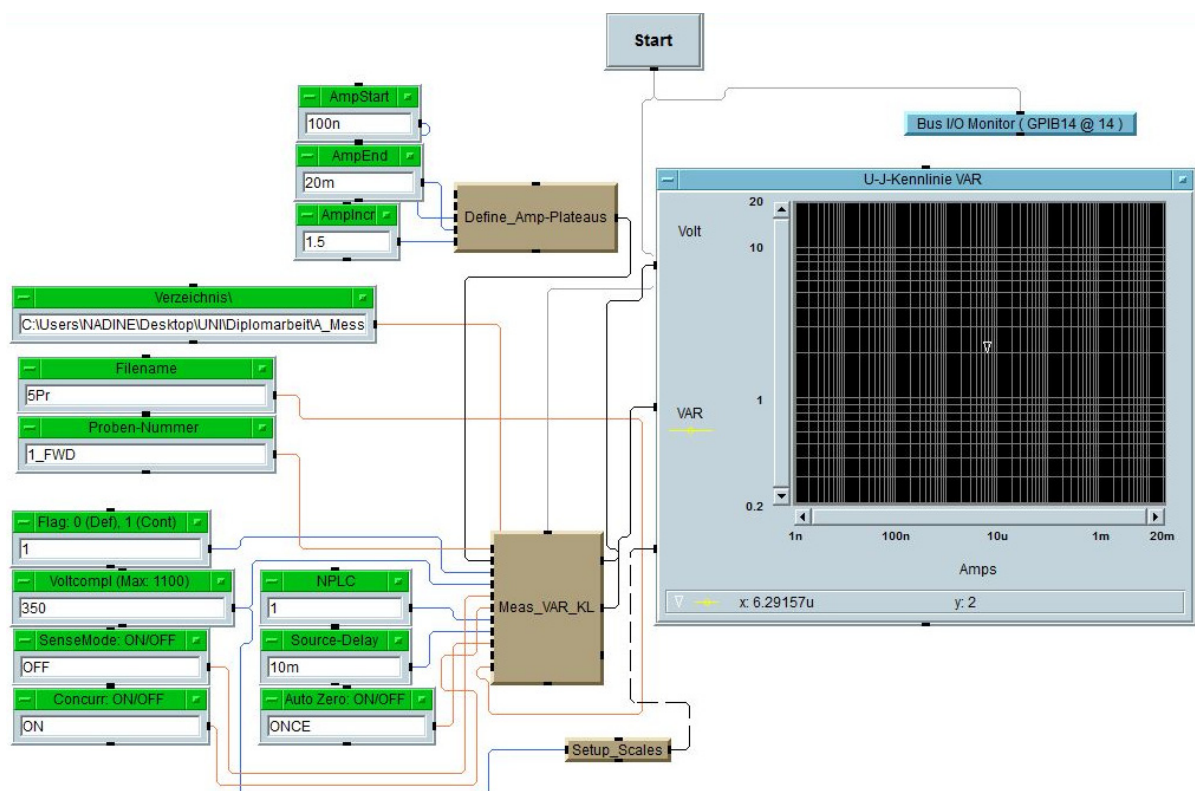 Start
AmpStart
100n
Bus I/O Monitor ( GPIB14 @ 14 )
AmpEnd
20m
AmpIncr
1.5
Define_Amp-Plateaus
U-J-Kennlinie VAR
Volt
VAR
20
10
1
0.2
1n
100n
10u
1m
20m
Amps
x: 6.29157u
y: 2
Verzeichnis\
C:\Users\NADINE\Desktop\UNI\Diplomarbeit\A_Mess
Filename
5Pr
Proben-Nummer
1_FWD
Flag: 0 (Def), 1 (Cont)
1
Voltcompl (Max: 1100)
350
NPLC
1
SenseMode: ON/OFF
OFF
Source-Delay
10m
Concurr: ON/OFF
ON
Auto Zero: ON/OFF
ONCE
Meas_VAR_KL
Setup_Scales